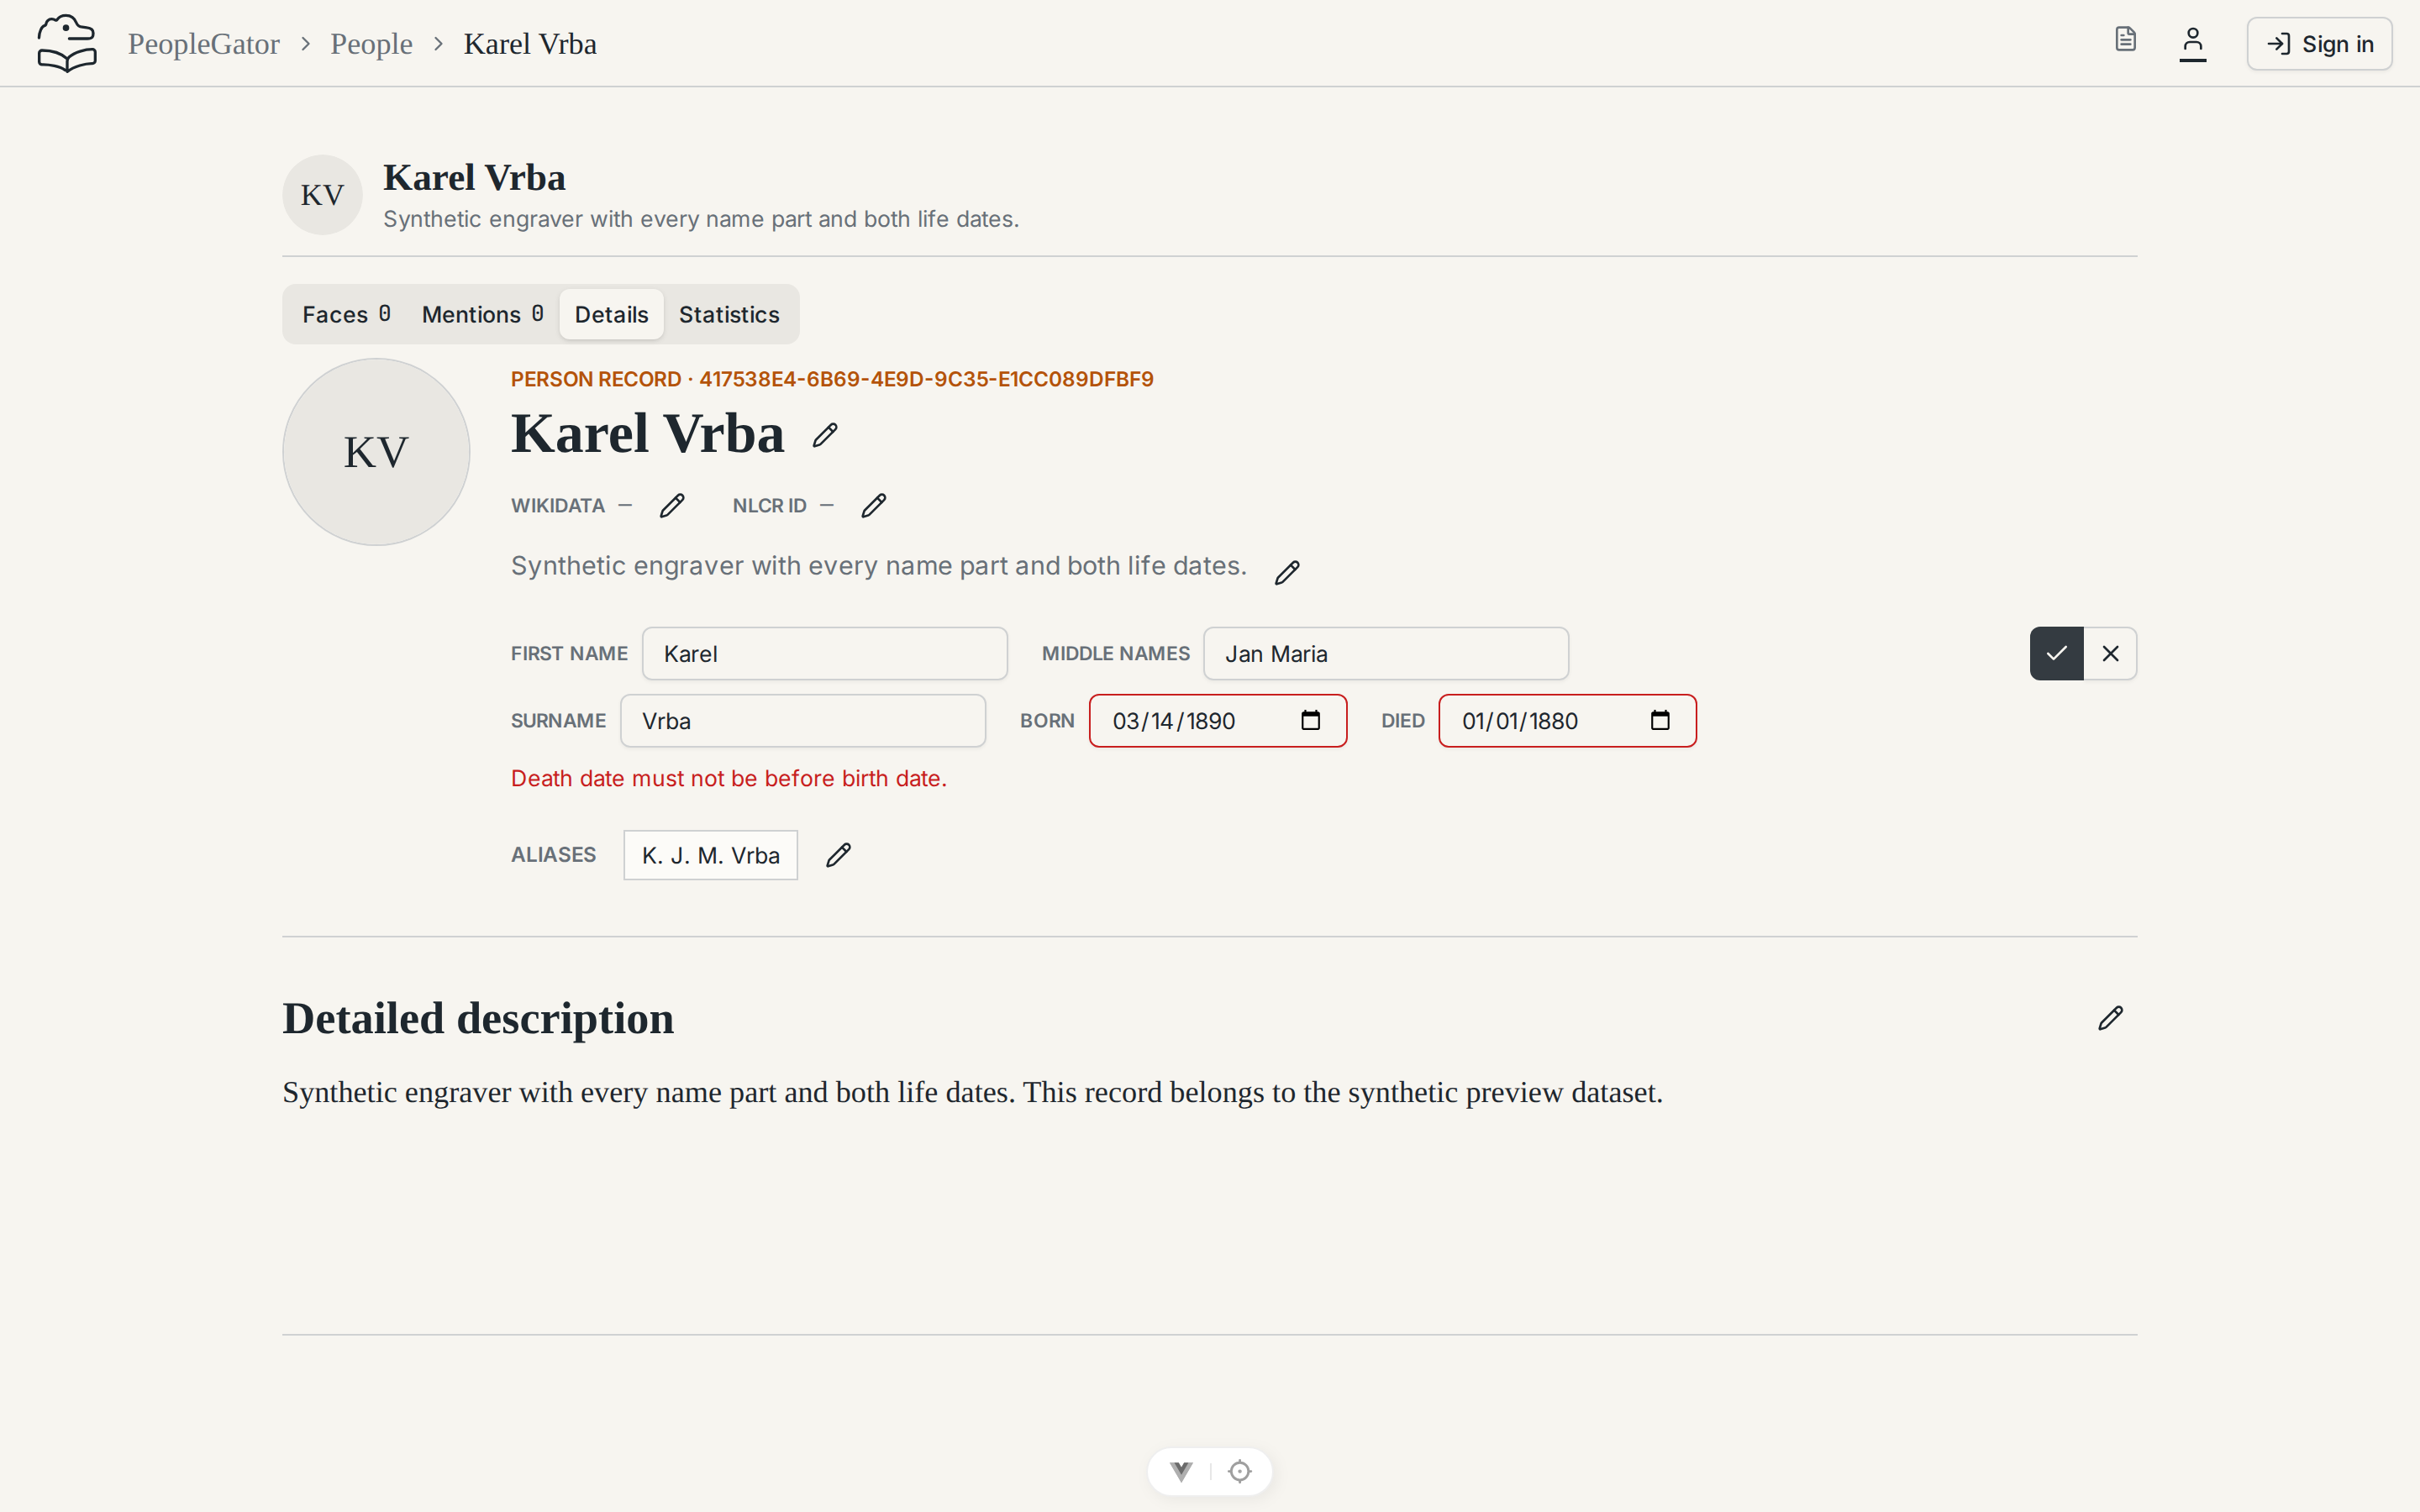 PeopleGator > People > Karel Vrba
Sign in
KV
Karel Vrba
Synthetic engraver with every name part and both life dates.
Faces 0 Mentions 0 Details Statistics
KV
PERSON RECORD · 417538E4-6B69-4E9D-9C35-E1CC089DFBF9
Karel Vrba
WIKIDATA – NLCR ID –
Synthetic engraver with every name part and both life dates.
FIRST NAME Karel MIDDLE NAMES Jan Maria
SURNAME Vrba BORN 03/14/1890 DIED 01/01/1880
Death date must not be before birth date.
ALIASES K. J. M. Vrba
Detailed description
Synthetic engraver with every name part and both life dates. This record belongs to the synthetic preview dataset.